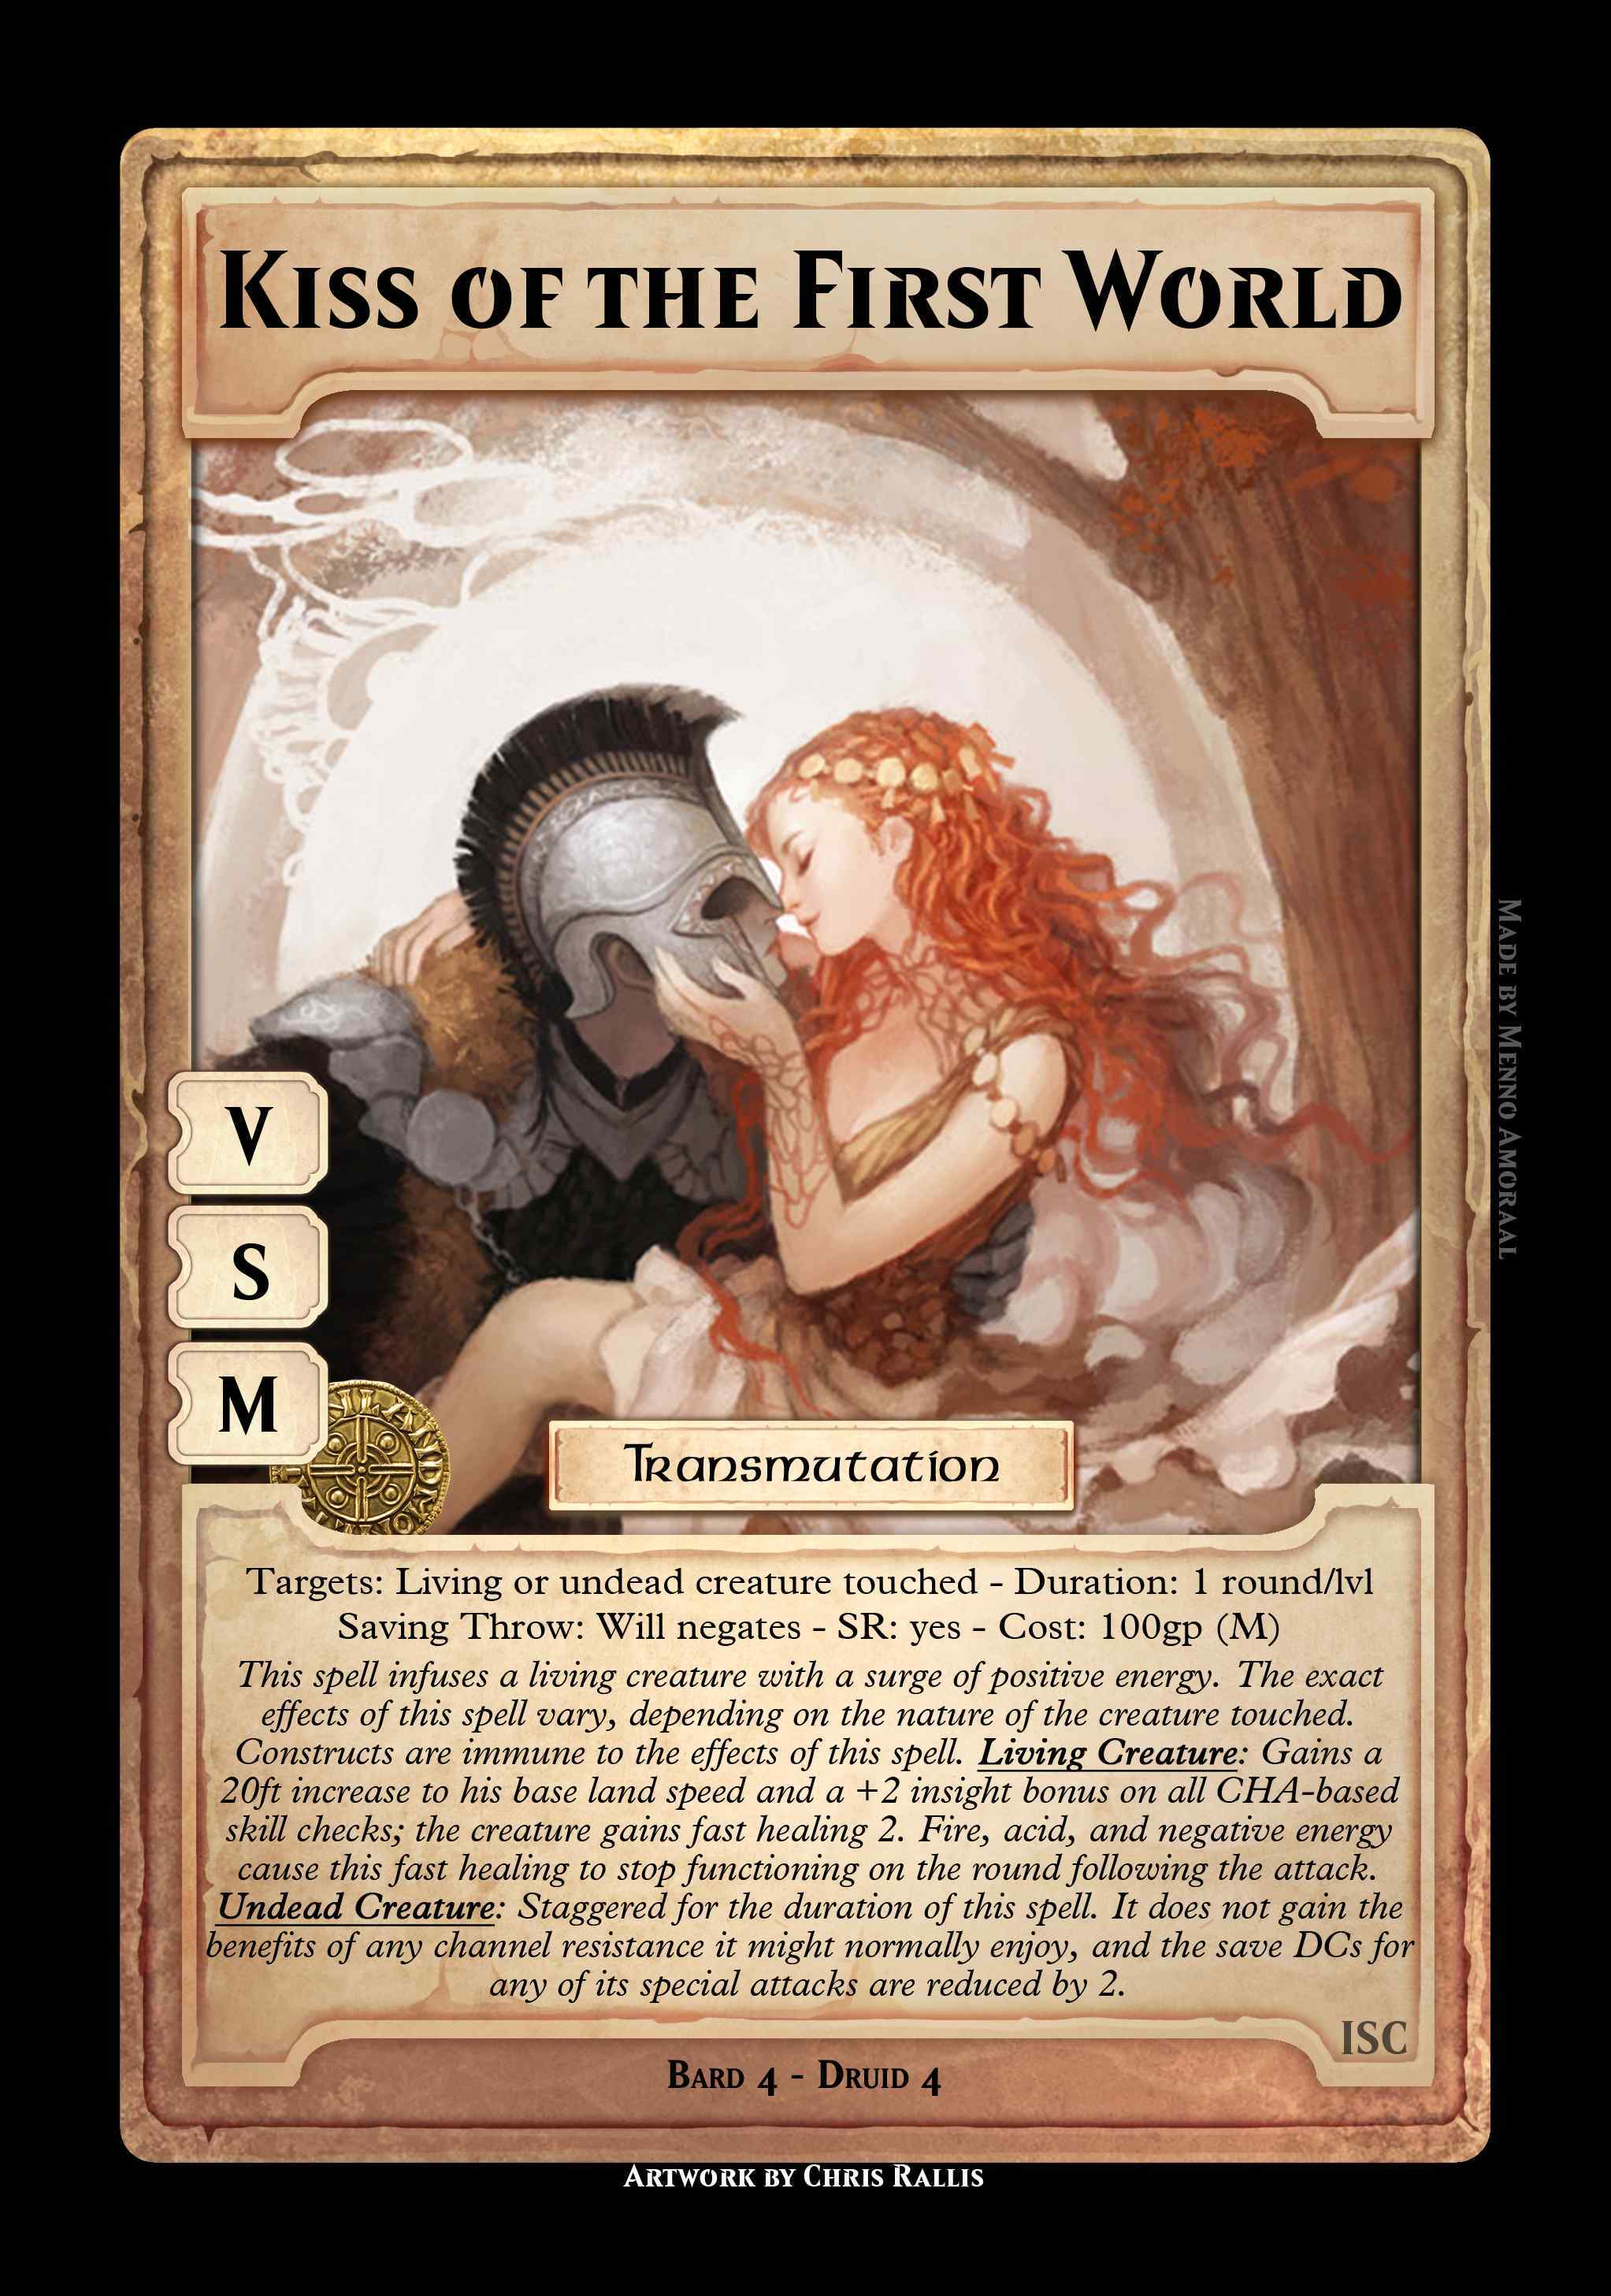 Kiss of the First World
V
S
M
Transmutation
Targets: Living or undead creature touched - Duration: 1 round/lvl
Saving Throw: Will negates - SR: yes - Cost: 100gp (M)
This spell infuses a living creature with a surge of positive energy. The exact
effects of this spell vary, depending on the nature of the creature touched.
Constructs are immune to the effects of this spell. Living Creature: Gains a
20ft increase to his base land speed and a +2 insight bonus on all CHA-based
skill checks; the creature gains fast healing 2. Fire, acid, and negative energy
cause this fast healing to stop functioning on the round following the attack.
Undead Creature: Staggered for the duration of this spell. It does not gain the
benefits of any channel resistance it might normally enjoy, and the save DCs for
any of its special attacks are reduced by 2.
ISC
Bard 4 - Druid 4
Artwork by Chris Rallis
Made by Menno Amoraal